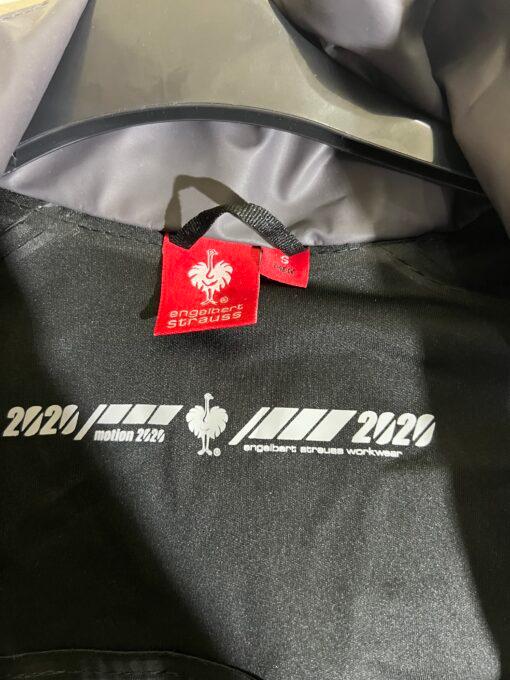 S
®
engelbert
strauss
2020
motion 2020
®
2020
engelbert strauss workwear